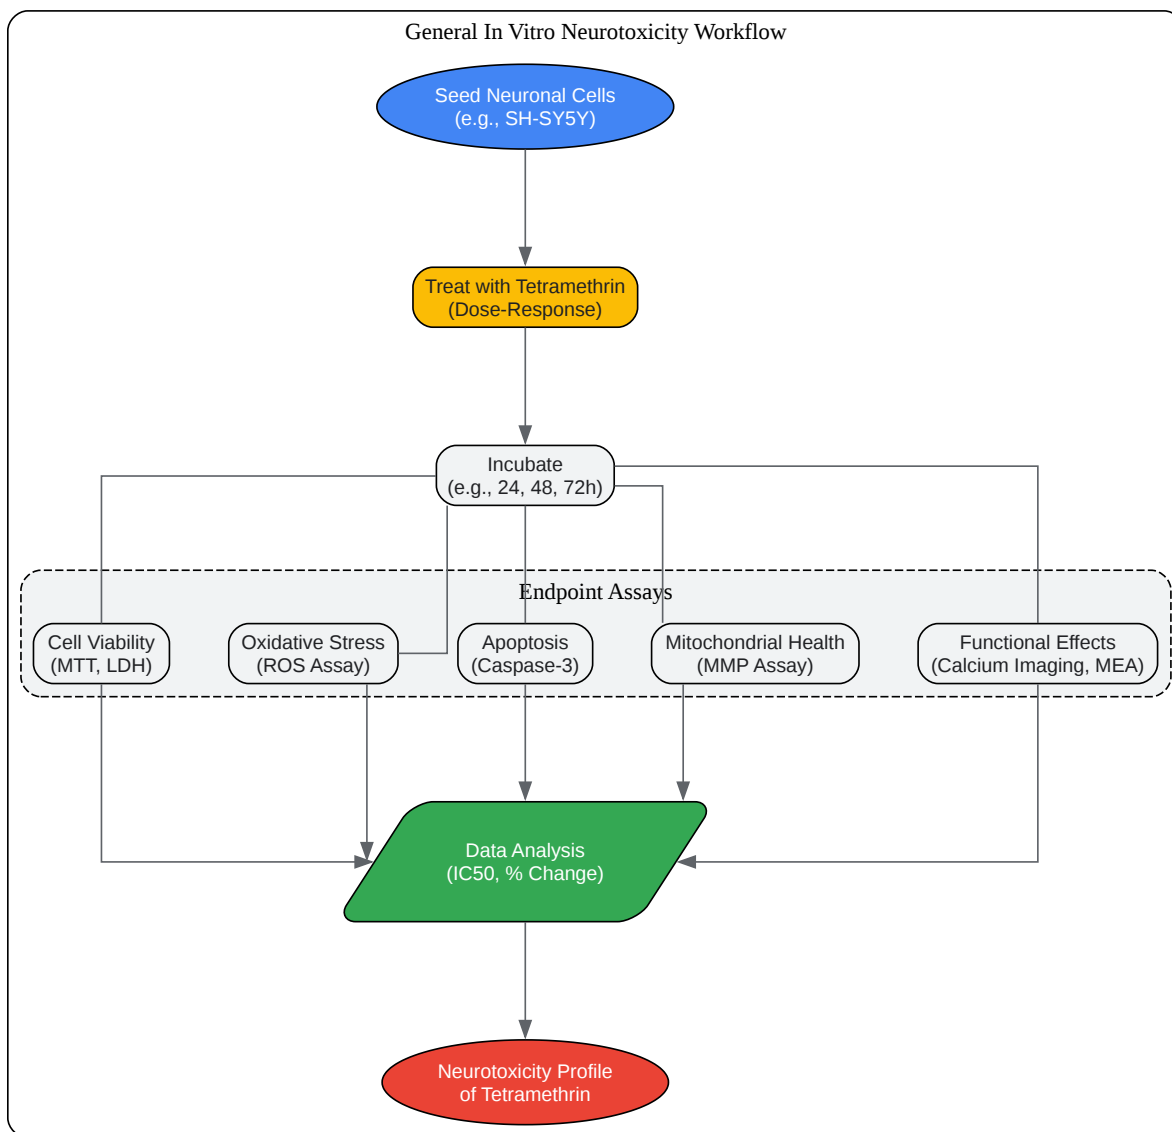 General In Vitro Neurotoxicity Workflow
Seed Neuronal Cells
(e.g., SH-SY5Y)
Treat with Tetramethrin
(Dose-Response)
Incubate
(e.g., 24, 48, 72h)
Endpoint Assays
Cell Viability
(MTT, LDH)
Oxidative Stress
(ROS Assay)
Apoptosis
(Caspase-3)
Mitochondrial Health
(MMP Assay)
Functional Effects
(Calcium Imaging, MEA)
Data Analysis
(IC50, % Change)
Neurotoxicity Profile
of Tetramethrin